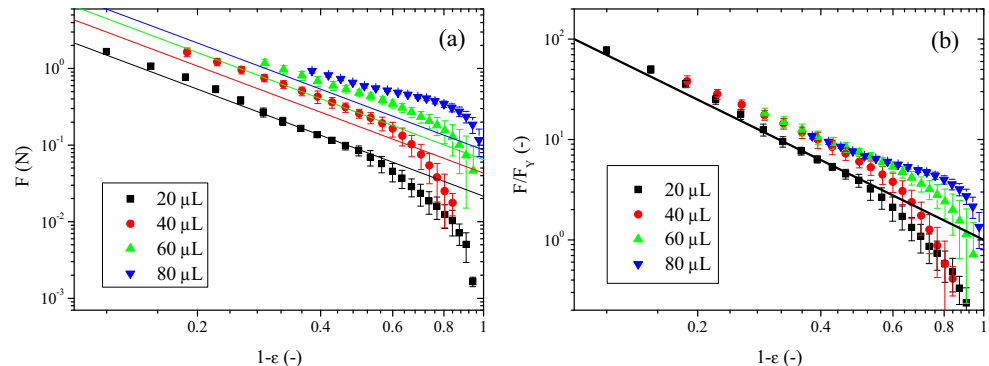 (a)
10^0
10^-1
10^-2
10^-3
F (N)
20 µL
40 µL
60 µL
80 µL
0.2
0.4
0.6
0.8
1
1-ε (-)
(b)
10^2
10^1
10^0
F/F_Y (-)
20 µL
40 µL
60 µL
80 µL
0.2
0.4
0.6
0.8
1
1-ε (-)